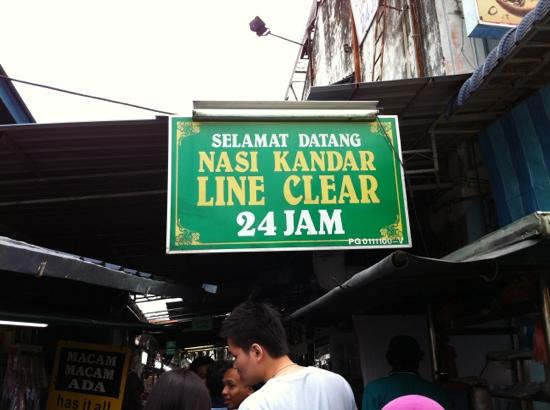 SELAMAT DATANG
NASI KANDAR
LINE CLEAR
24 JAM
PG0111100-V
MACAM
MACAM
ADA
has it all